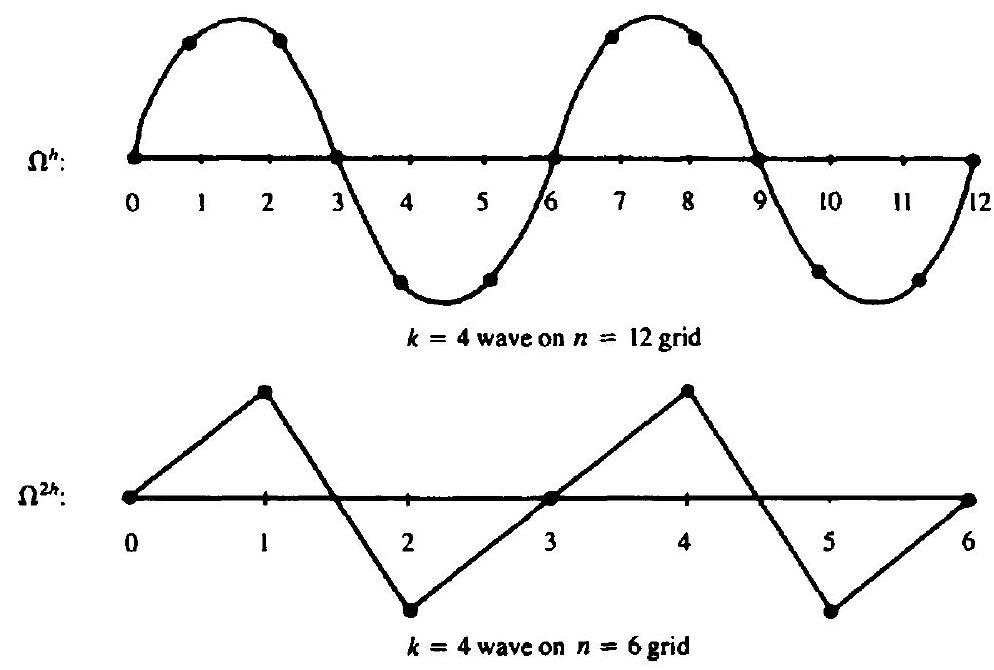 Ωʰ:
0 1 2 3 4 5 6 7 8 9 10 11 12
k = 4 wave on n = 12 grid
Ω²ʰ:
0 1 2 3 4 5 6
k = 4 wave on n = 6 grid